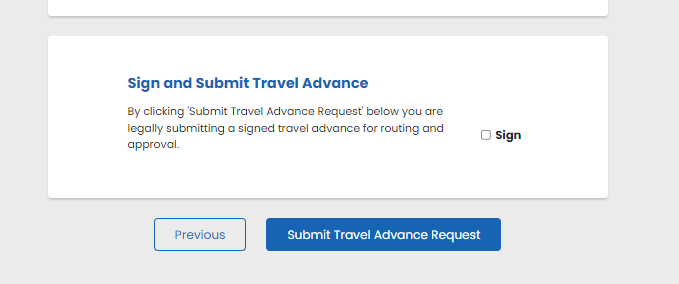 Sign and Submit Travel Advance
By clicking 'Submit Travel Advance Request' below you are
legally submitting a signed travel advance for routing and
approval.
Sign
Previous
Submit Travel Advance Request